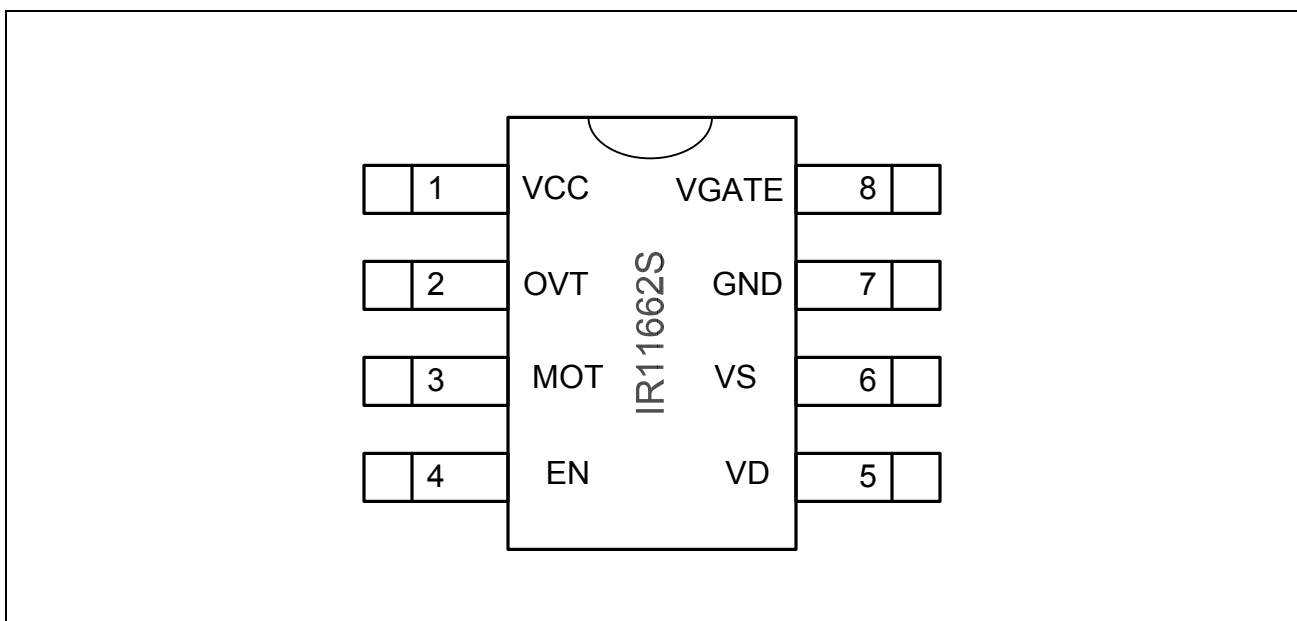 1 VCC VGATE 8
2 OVT GND 7
3 MOT VS 6
4 EN VD 5
IR11662S